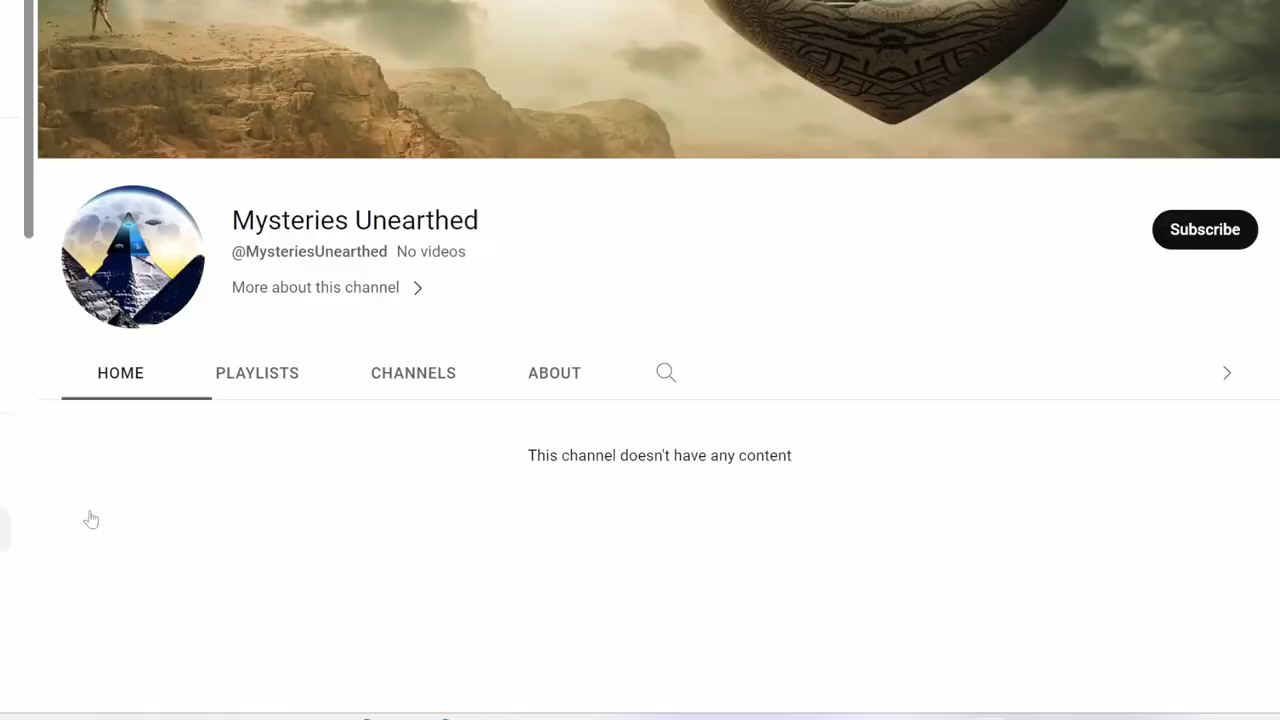 Mysteries Unearthed
Subscribe
@MysteriesUnearthed No videos
More about this channel
HOME PLAYLISTS CHANNELS ABOUT
This channel doesn't have any content